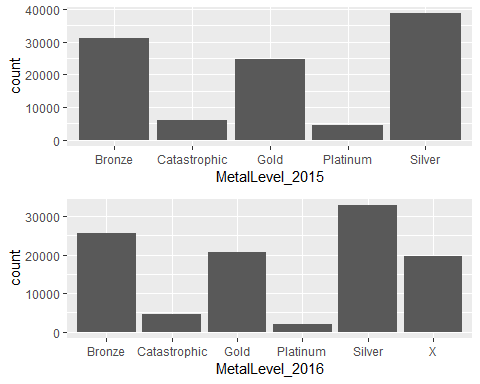 count
40000
30000
20000
10000
0
Bronze Catastrophic Gold Platinum Silver
MetalLevel_2015
count
30000
20000
10000
0
Bronze Catastrophic Gold Platinum Silver X
MetalLevel_2016